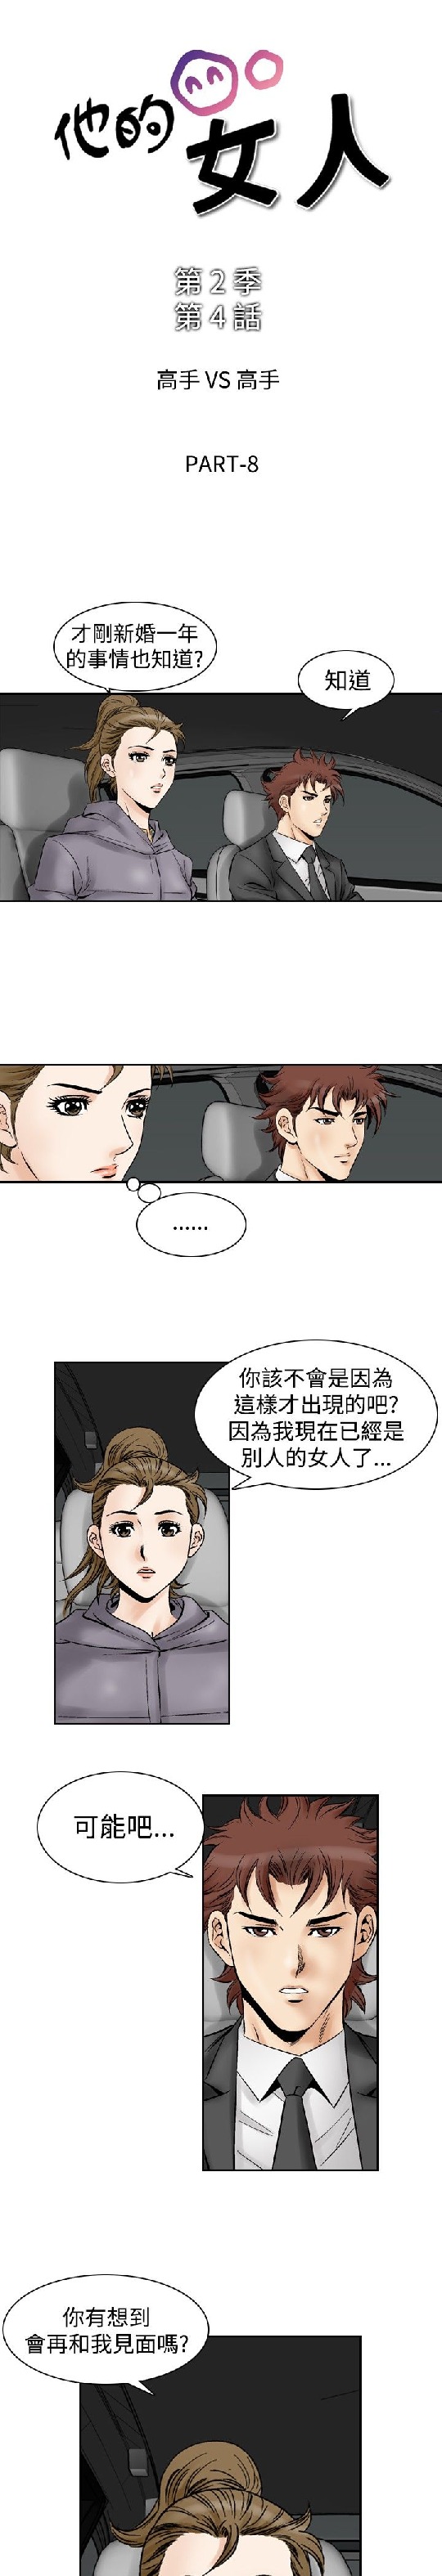 他的
女人
第2季
第4話
高手 VS 高手
PART-8
才剛新婚一年
的事情也知道?
知道
......
你該不會是因為
這樣才出現的吧?
因為我現在已經是
別人的女人了...
可能吧...
你有想到
會再和我見面嗎?